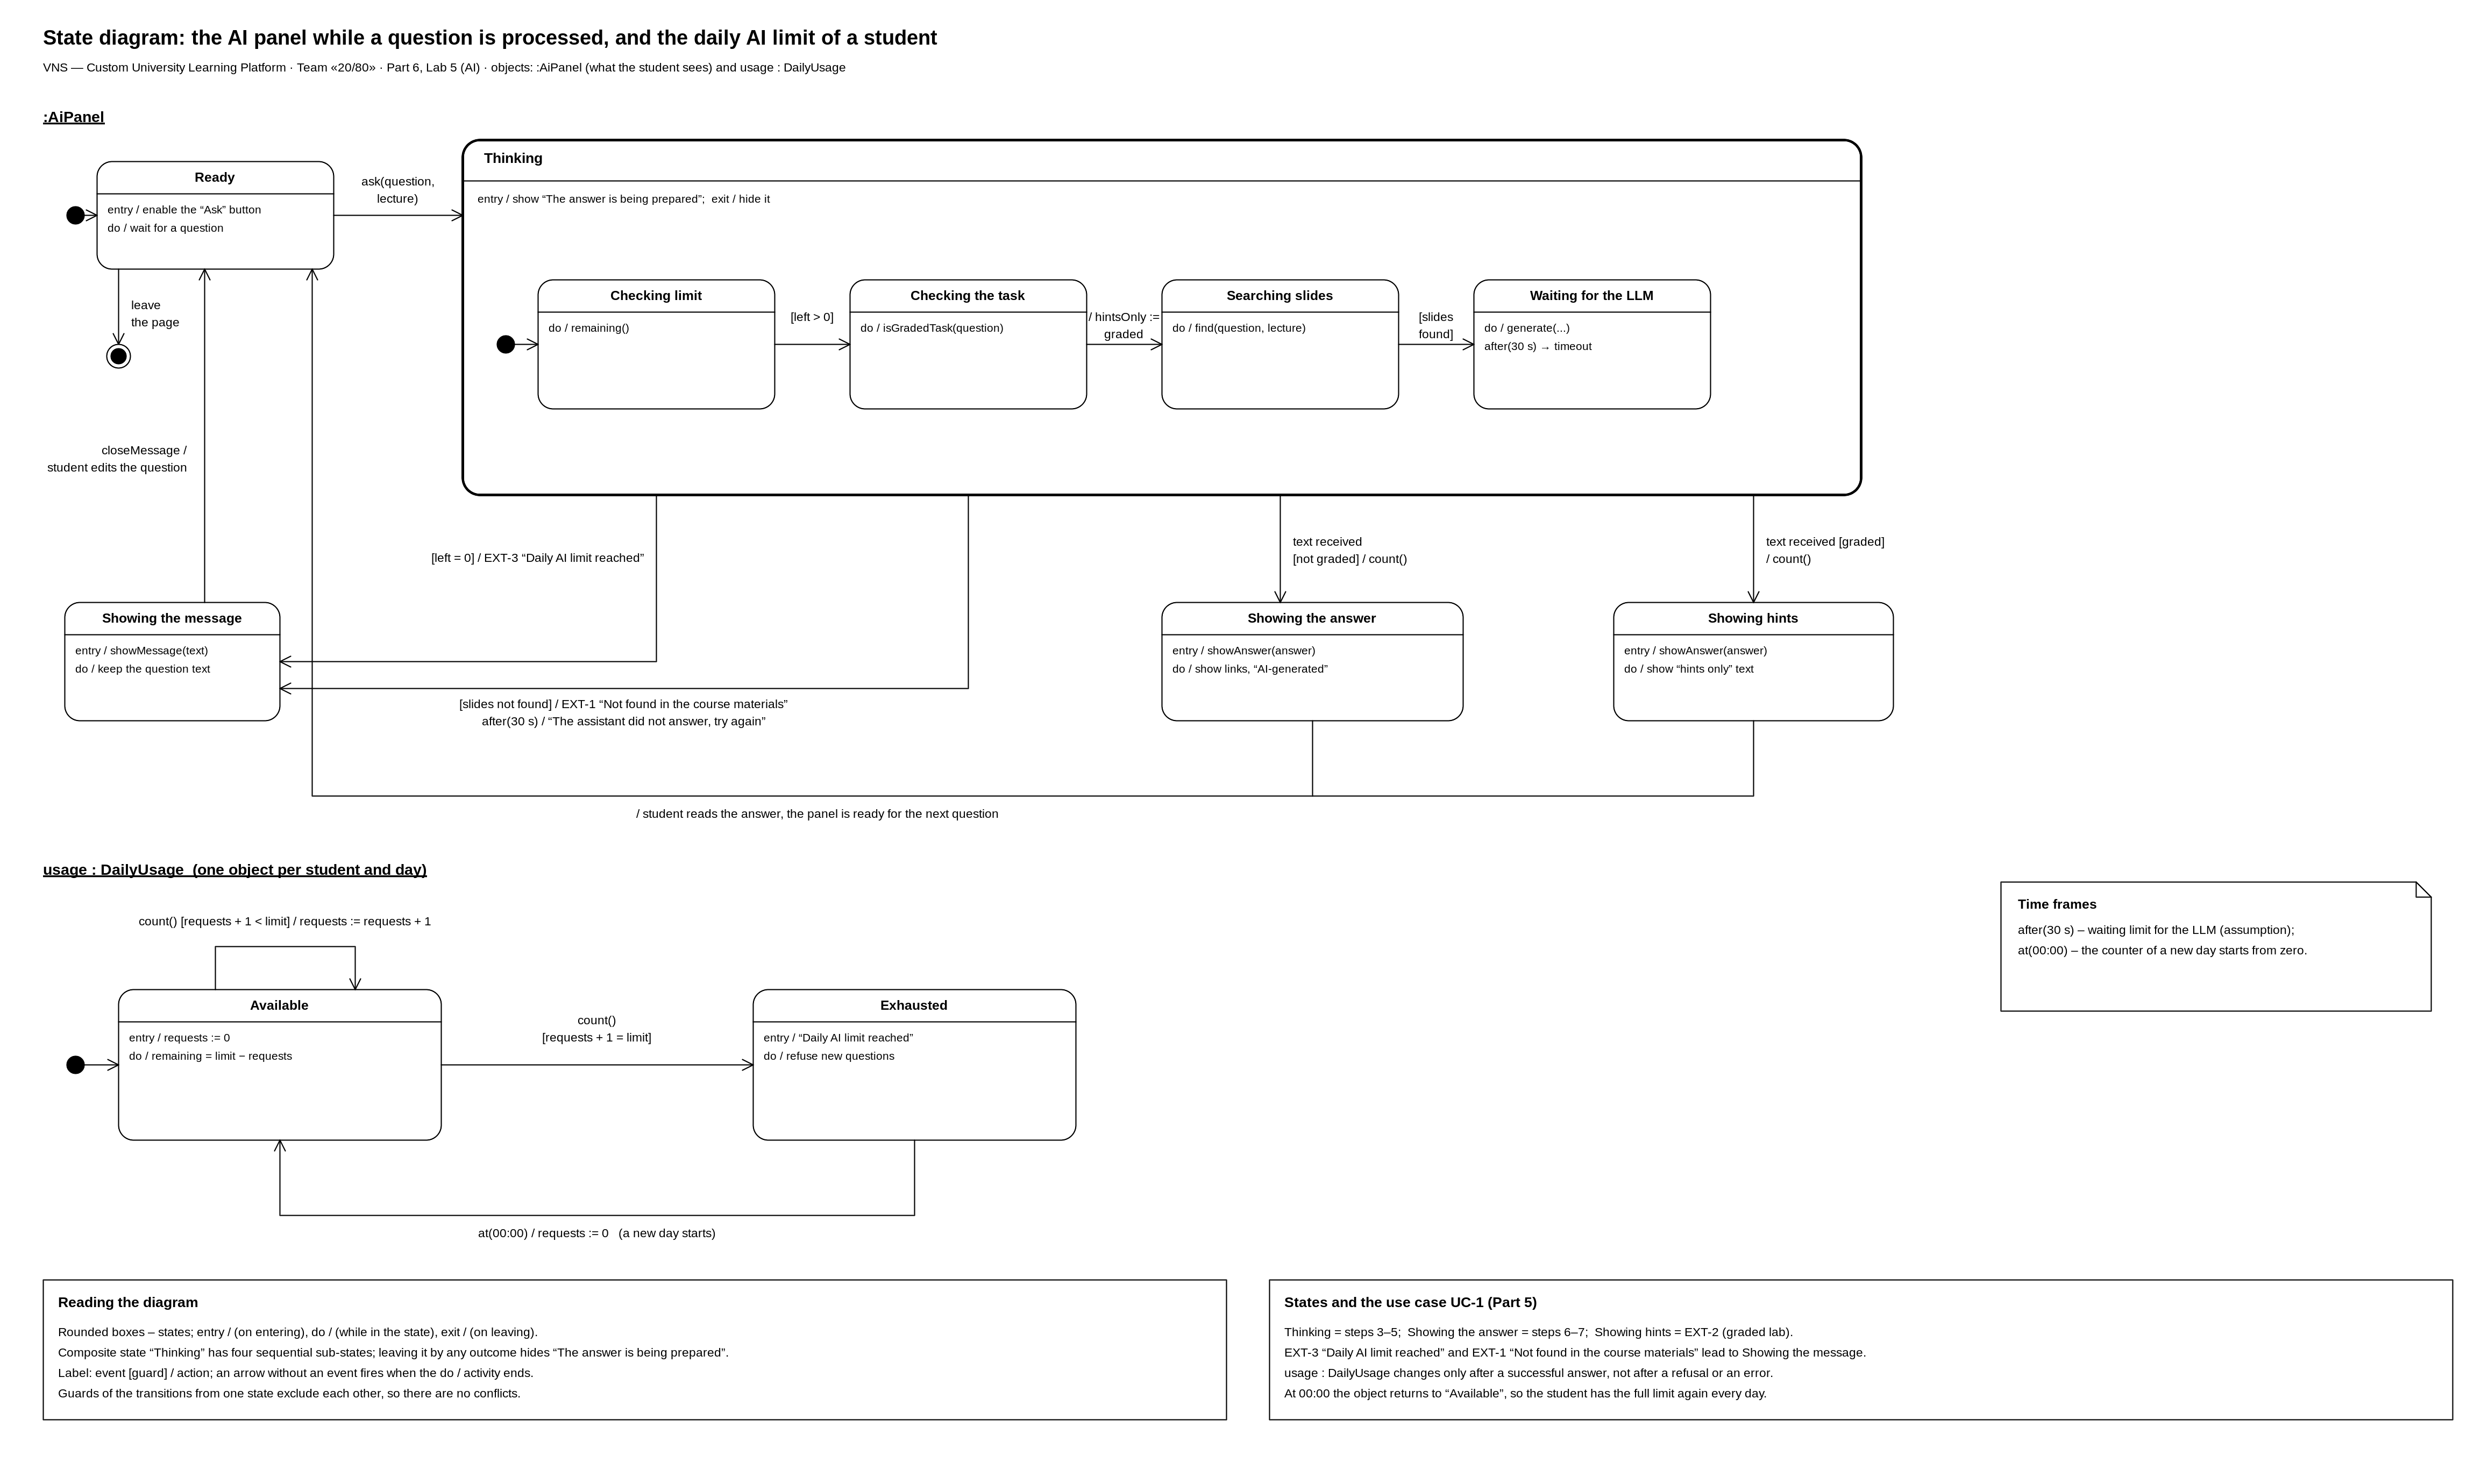 State diagram: the AI panel while a question is processed, and the daily AI limit of a student
VNS — Custom University Learning Platform · Team «20/80» · Part 6, Lab 5 (AI) · objects: :AiPanel (what the student sees) and usage : DailyUsage
:AiPanel
Ready
entry / enable the “Ask” button
do / wait for a question
ask(question,
lecture)
leave
the page
Thinking
entry / show “The answer is being prepared”;  exit / hide it
Checking limit
do / remaining()
[left > 0]
Checking the task
do / isGradedTask(question)
/ hintsOnly :=
graded
Searching slides
do / find(question, lecture)
[slides
found]
Waiting for the LLM
do / generate(...)
after(30 s) → timeout
closeMessage /
student edits the question
[left = 0] / EXT-3 “Daily AI limit reached”
text received
[not graded] / count()
text received [graded]
/ count()
Showing the message
entry / showMessage(text)
do / keep the question text
[slides not found] / EXT-1 “Not found in the course materials”
after(30 s) / “The assistant did not answer, try again”
Showing the answer
entry / showAnswer(answer)
do / show links, “AI-generated”
Showing hints
entry / showAnswer(answer)
do / show “hints only” text
/ student reads the answer, the panel is ready for the next question
usage : DailyUsage  (one object per student and day)
count() [requests + 1 < limit] / requests := requests + 1
Available
entry / requests := 0
do / remaining = limit − requests
count()
[requests + 1 = limit]
Exhausted
entry / “Daily AI limit reached”
do / refuse new questions
at(00:00) / requests := 0   (a new day starts)
Time frames
after(30 s) – waiting limit for the LLM (assumption);
at(00:00) – the counter of a new day starts from zero.
Reading the diagram
Rounded boxes – states; entry / (on entering), do / (while in the state), exit / (on leaving).
Composite state “Thinking” has four sequential sub-states; leaving it by any outcome hides “The answer is being prepared”.
Label: event [guard] / action; an arrow without an event fires when the do / activity ends.
Guards of the transitions from one state exclude each other, so there are no conflicts.
States and the use case UC-1 (Part 5)
Thinking = steps 3–5;  Showing the answer = steps 6–7;  Showing hints = EXT-2 (graded lab).
EXT-3 “Daily AI limit reached” and EXT-1 “Not found in the course materials” lead to Showing the message.
usage : DailyUsage changes only after a successful answer, not after a refusal or an error.
At 00:00 the object returns to “Available”, so the student has the full limit again every day.